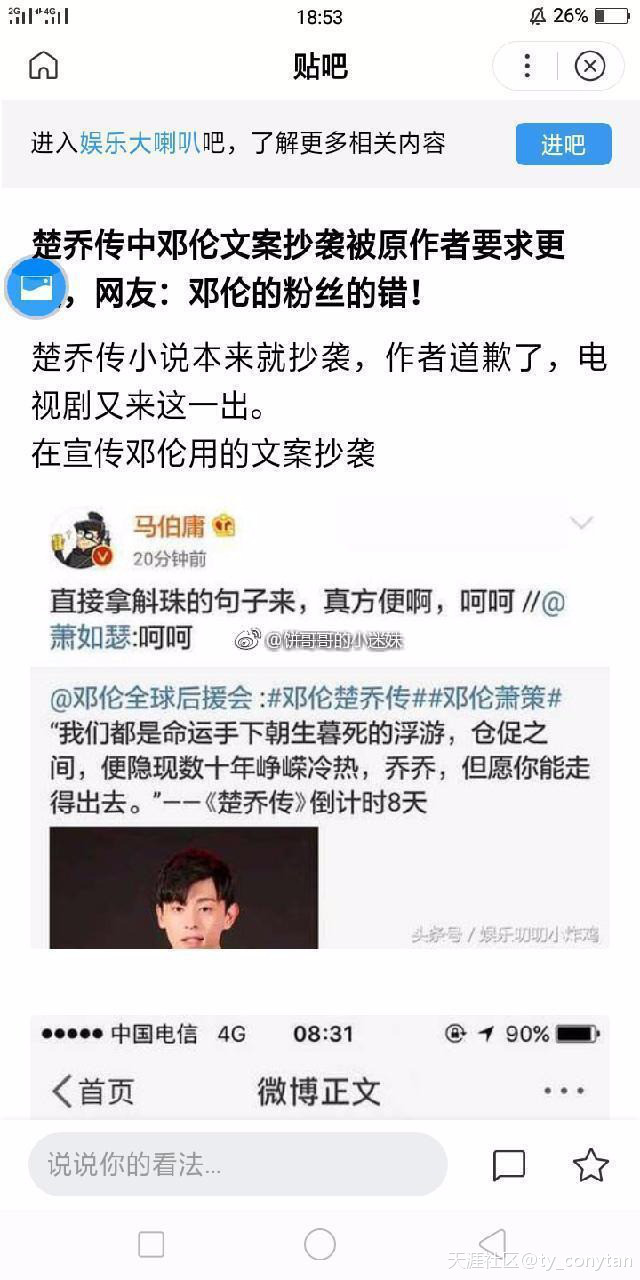 2G 4G 18:53 26%
贴吧
进入娱乐大喇叭吧，了解更多相关内容
进吧
楚乔传中邓伦文案抄袭被原作者要求更
，网友：邓伦的粉丝的错！
楚乔传小说本来就抄袭，作者道歉了，电
视剧又来这一出。
在宣传邓伦用的文案抄袭
马伯庸
20分钟前
直接拿斛珠的句子来，真方便啊，呵呵 //@
萧如瑟:呵呵
@饼哥哥的小迷妹
@邓伦全球后援会 :#邓伦楚乔传##邓伦萧策#
“我们都是命运手下朝生暮死的浮游，仓促之
间，便隐现数十年峥嵘冷热，乔乔，但愿你能走
得出去。”——《楚乔传》倒计时8天
头条号 / 娱乐叨叨小炸鸡
中国电信 4G 08:31 90%
首页 微博正文
说说你的看法...
天涯社区@ty_conytan